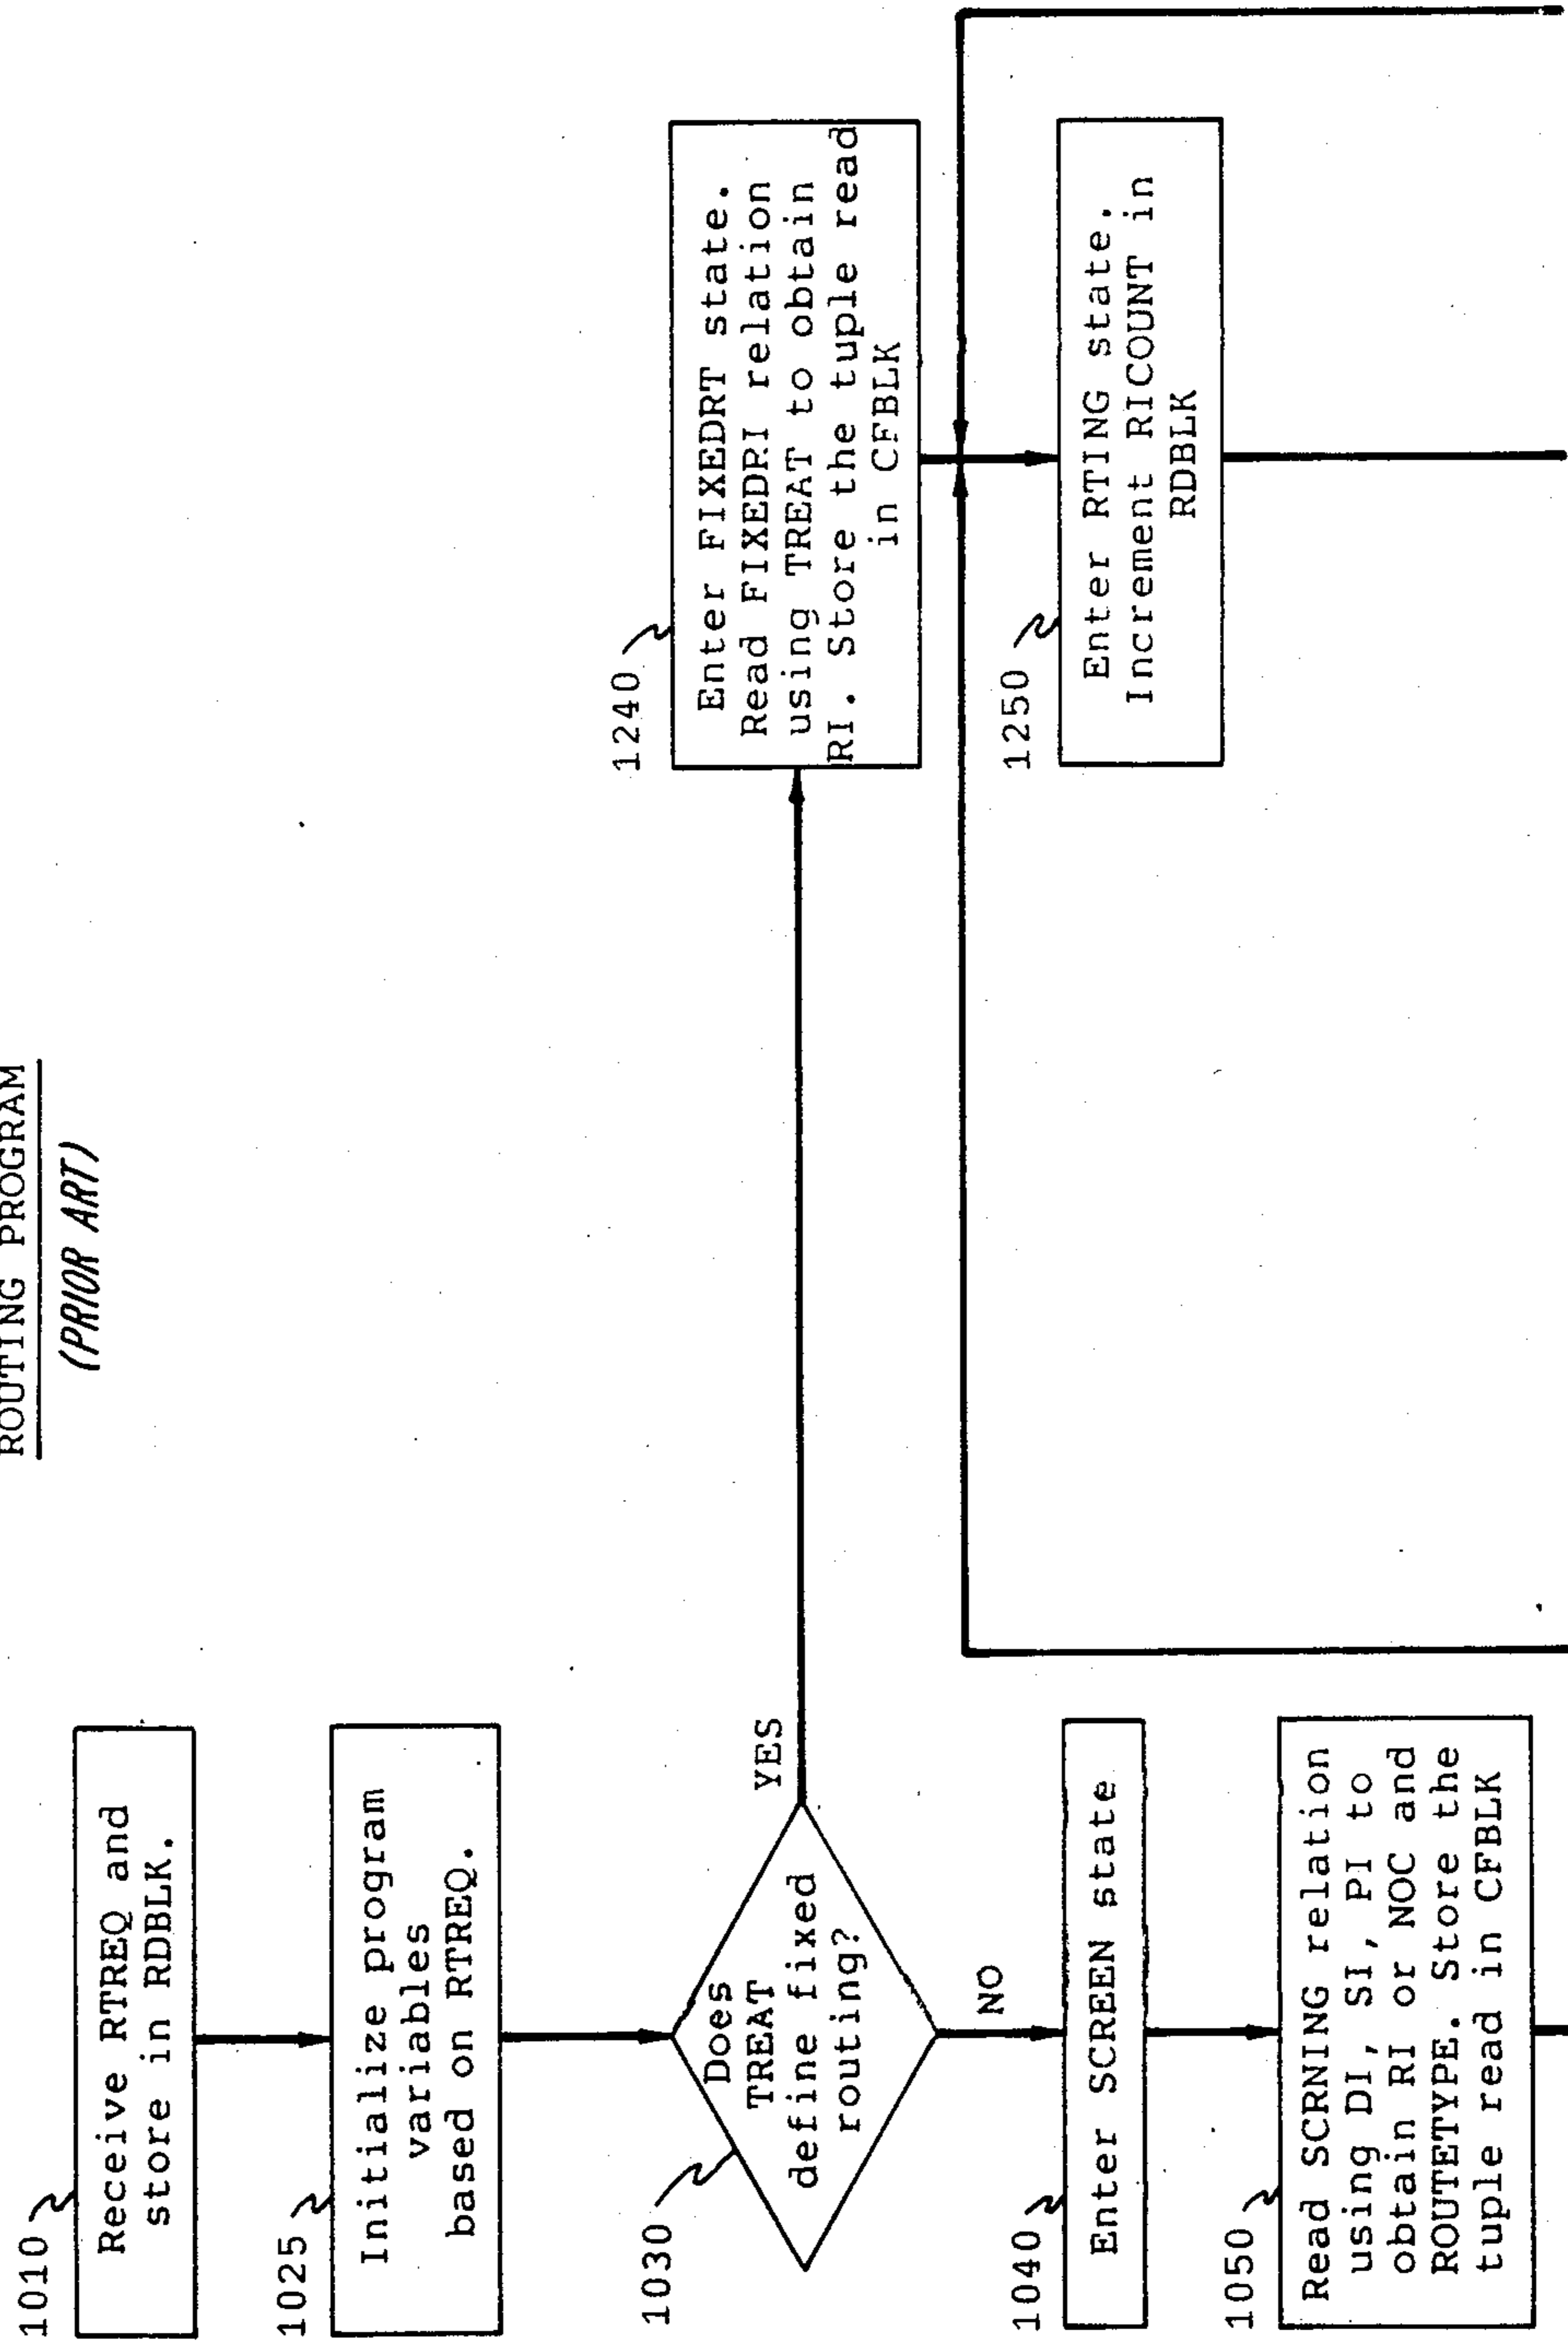 ROUTING PROGRAM
(PRIOR ART)
1010
Receive RTREQ and
store in RDBLK.
1025
Initialize program
variables
based on RTREQ.
1030
Does
TREAT
define fixed
routing?
YES
NO
1040
Enter SCREEN state
1050
Read SCRNING relation
using DI, SI, PI to
obtain RI or NOC and
ROUTETYPE. Store the
tuple read in CFBLK
1240
Enter FIXEDRT state.
Read FIXEDRI relation
using TREAT to obtain
RI. Store the tuple read
in CFBLK
1250
Enter RTING state.
Increment RICOUNT in
RDBLK